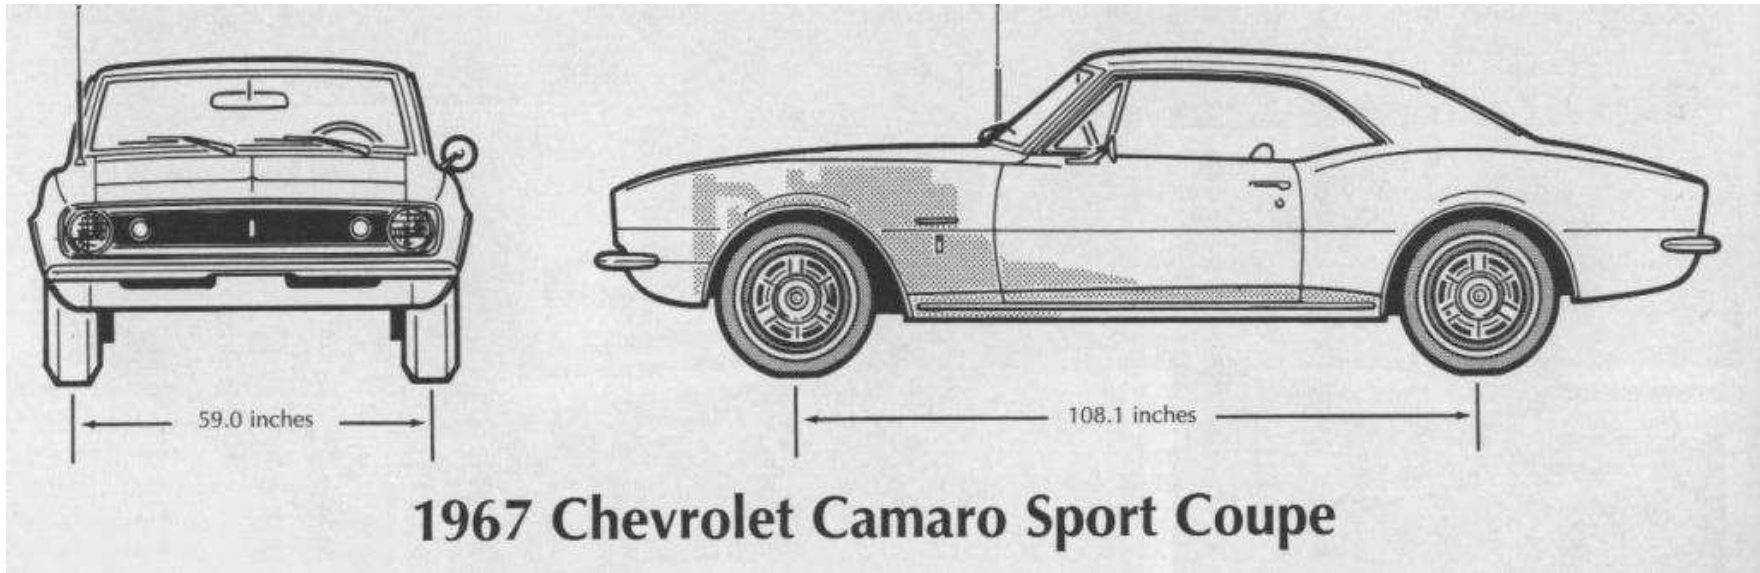 59.0 inches
108.1 inches
1967 Chevrolet Camaro Sport Coupe